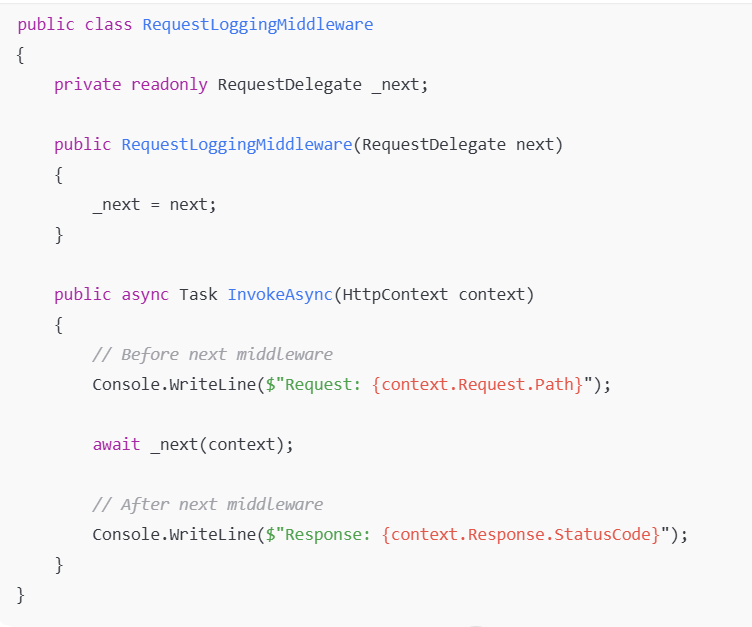 public class RequestLoggingMiddleware
{
    private readonly RequestDelegate _next;

    public RequestLoggingMiddleware(RequestDelegate next)
    {
        _next = next;
    }

    public async Task InvokeAsync(HttpContext context)
    {
        // Before next middleware
        Console.WriteLine($"Request: {context.Request.Path}");

        await _next(context);

        // After next middleware
        Console.WriteLine($"Response: {context.Response.StatusCode}");
    }
}